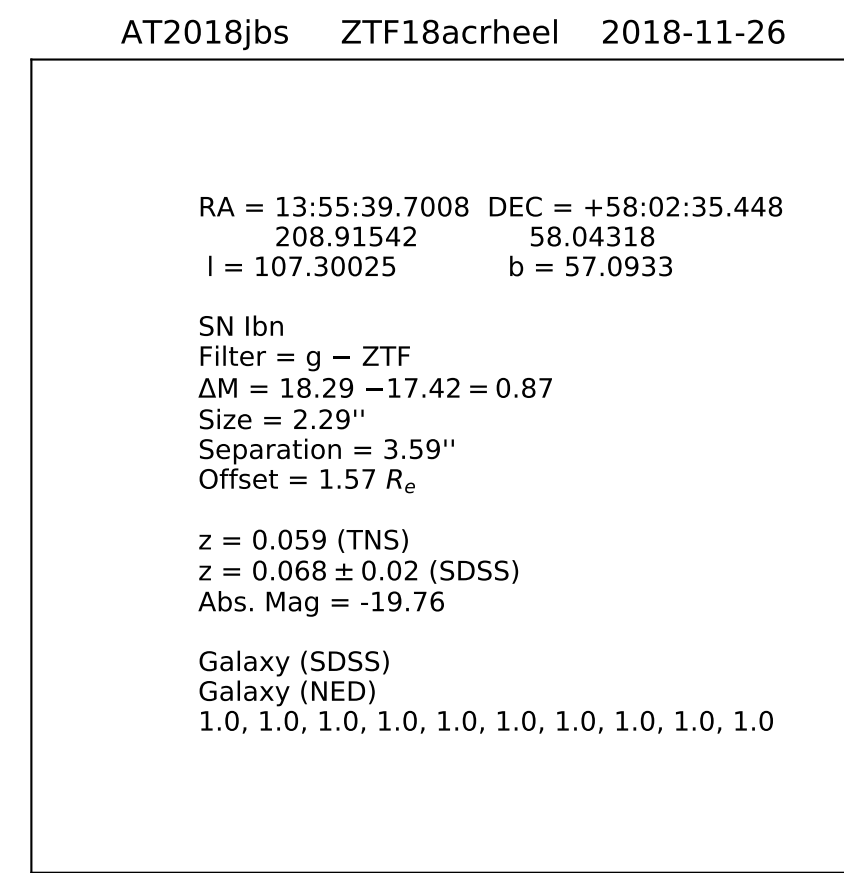 AT2018jbs ZTF18acrheel 2018-11-26
RA = 13:55:39.7008 DEC = +58:02:35.448
208.91542 58.04318
l = 107.30025 b = 57.0933
SN Ibn
Filter = g − ZTF
ΔM = 18.29 −17.42 = 0.87
Size = 2.29''
Separation = 3.59''
Offset = 1.57 Rₑ
z = 0.059 (TNS)
z = 0.068 ± 0.02 (SDSS)
Abs. Mag = -19.76
Galaxy (SDSS)
Galaxy (NED)
1.0, 1.0, 1.0, 1.0, 1.0, 1.0, 1.0, 1.0, 1.0, 1.0